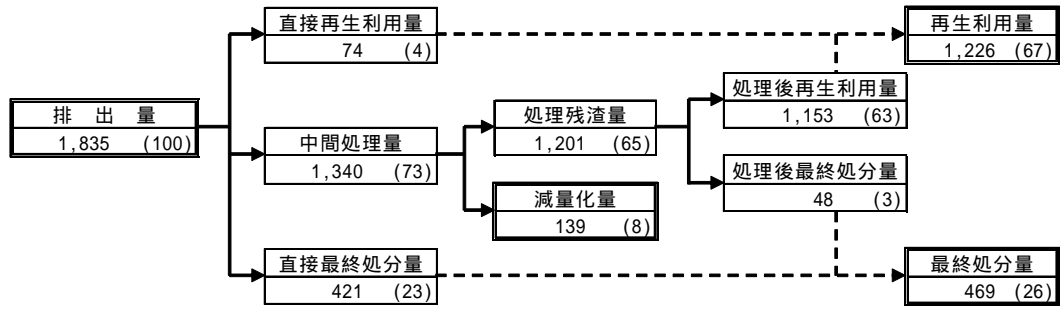 直接再生利用量
74 (4)
再生利用量
1,226 (67)
排 出 量
1,835 (100)
中間処理量
1,340 (73)
処理残渣量
1,201 (65)
処理後再生利用量
1,153 (63)
処理後最終処分量
48 (3)
減量化量
139 (8)
直接最終処分量
421 (23)
最終処分量
469 (26)